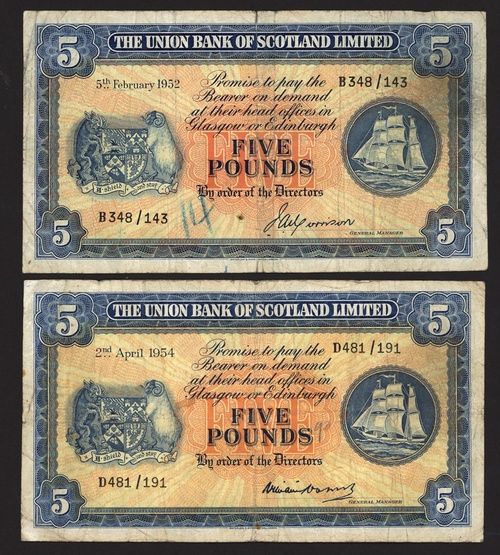 5 THE UNION BANK OF SCOTLAND LIMITED 5
5th February 1952
Promise to pay the
B348/143
Bearer on demand
at their head offices in
Glasgow or Edinburgh
FIVE
POUNDS
By order of the Directors
B348/143
14
J.A. Morrison
GENERAL MANAGER
5 5
5 THE UNION BANK OF SCOTLAND LIMITED 5
2nd April 1954
Promise to pay the
D481/191
Bearer on demand
at their head offices in
Glasgow or Edinburgh
FIVE
POUNDS
By order of the Directors
D481/191
GENERAL MANAGER
5 5